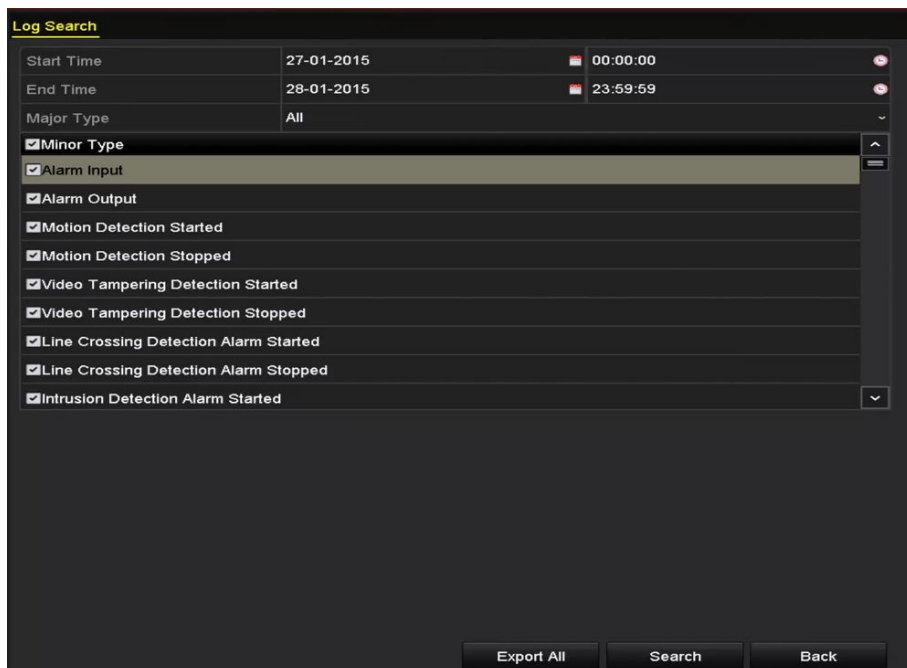 Log Search
Start Time 27-01-2015 00:00:00
End Time 28-01-2015 23:59:59
Major Type All
Minor Type
Alarm Input
Alarm Output
Motion Detection Started
Motion Detection Stopped
Video Tampering Detection Started
Video Tampering Detection Stopped
Line Crossing Detection Alarm Started
Line Crossing Detection Alarm Stopped
Intrusion Detection Alarm Started
Export All Search Back